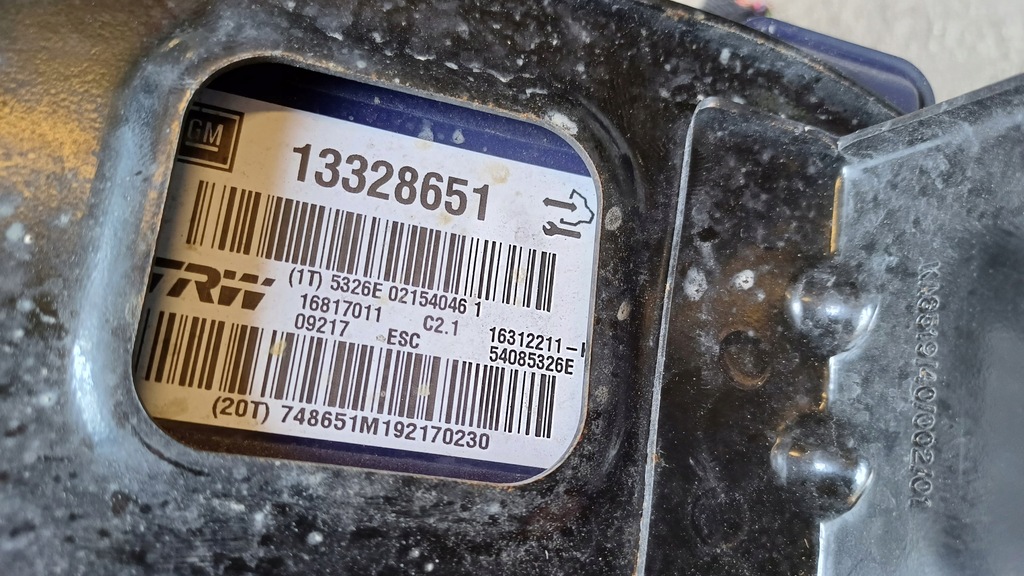 GM
13328651
TRW
(1T) 5326E 02154046 1
16817011 C2.1
09217 ESC
16312211-
54085326E
(20T) 748651M192170230